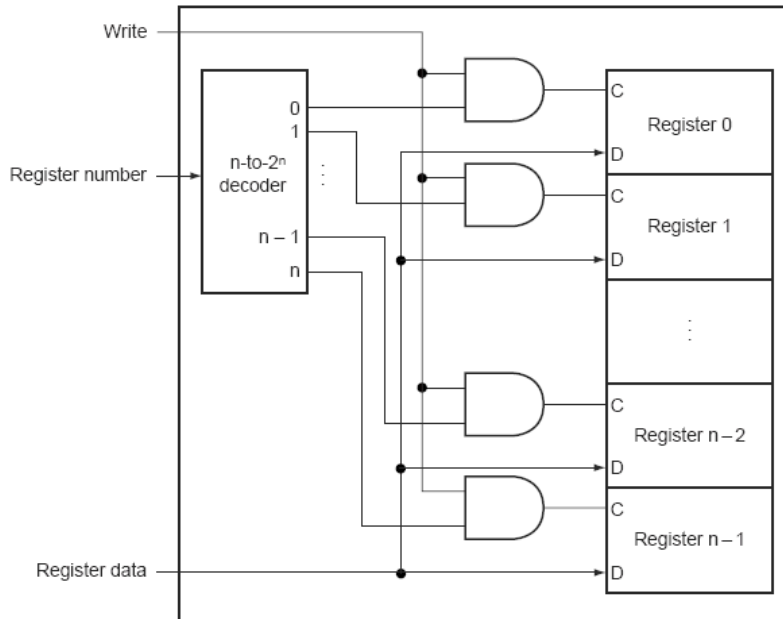 Write
0
1
n-to-2ⁿ
decoder
⋮
Register number
n – 1
n
C
Register 0
D
C
Register 1
D
⋮
C
Register n – 2
D
C
Register n – 1
D
Register data